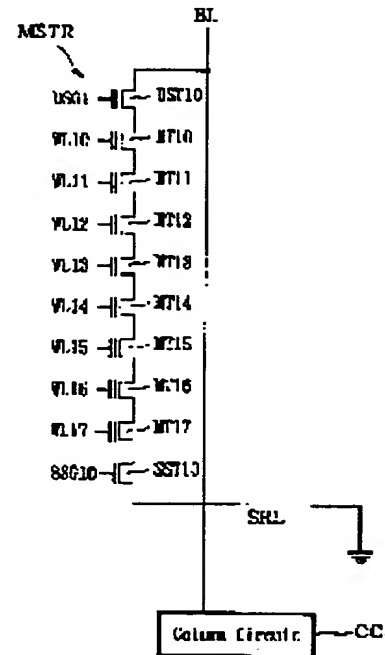 BL
MSTR
DSG1 DST10
WL10 MT10
WL11 MT11
WL12 MT12
WL13 MT13
WL14 MT14
WL15 MT15
WL16 MT16
WL17 MT17
SSG10 SST10
SRL
Column Circuit CC